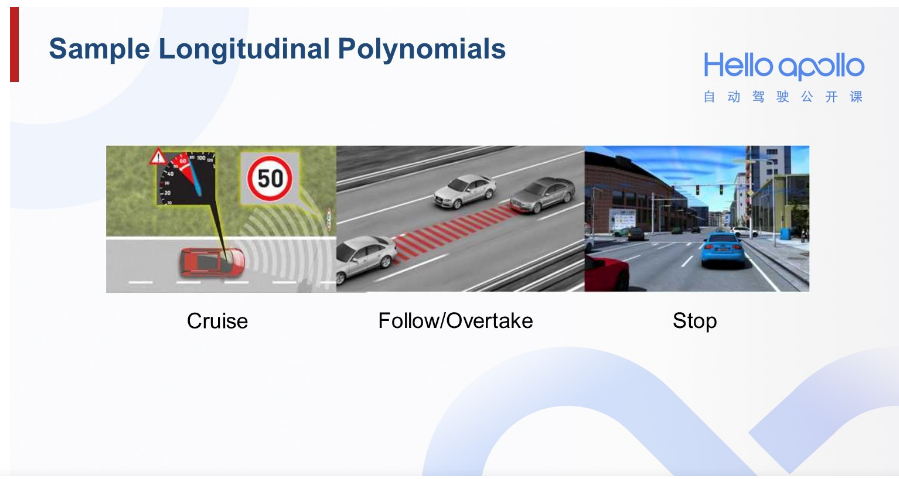 Sample Longitudinal Polynomials
Hello apollo
自动驾驶公开课
50
Cruise
Follow/Overtake
Stop